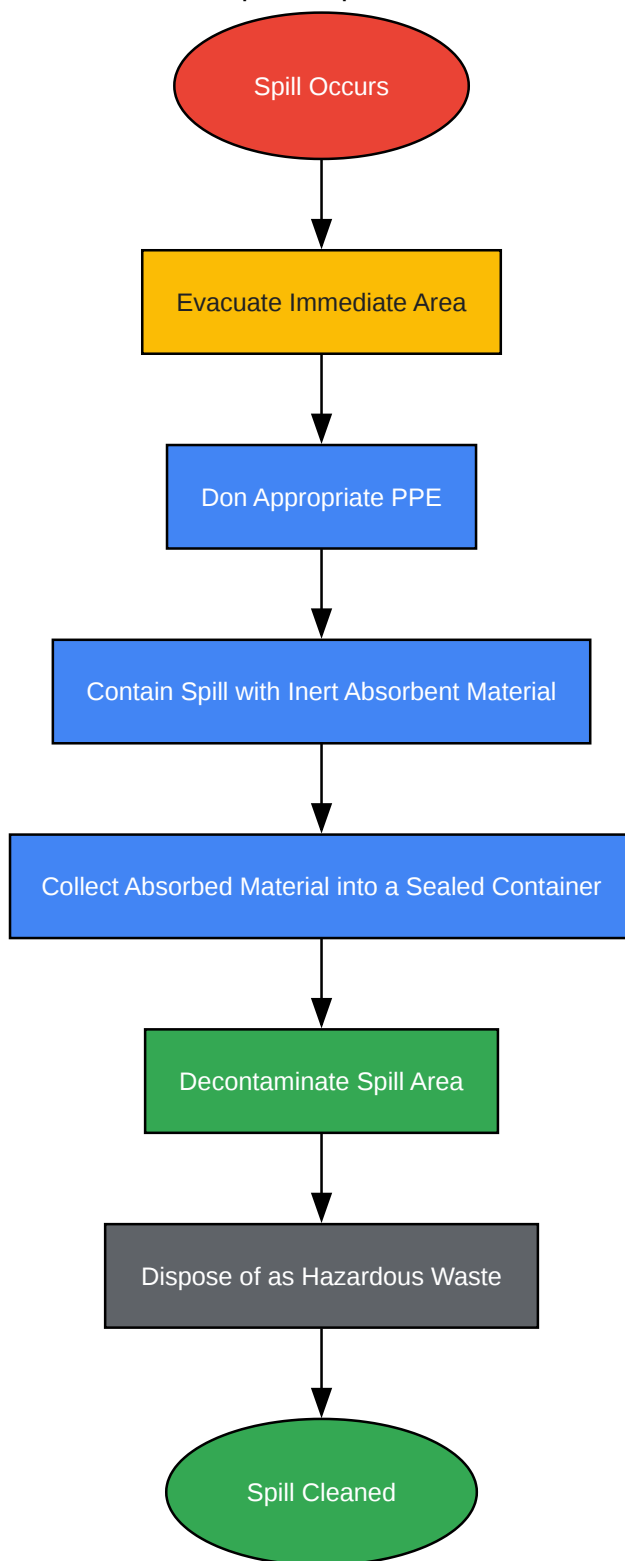 Spill Occurs
Evacuate Immediate Area
Don Appropriate PPE
Contain Spill with Inert Absorbent Material
Collect Absorbed Material into a Sealed Container
Decontaminate Spill Area
Dispose of as Hazardous Waste
Spill Cleaned